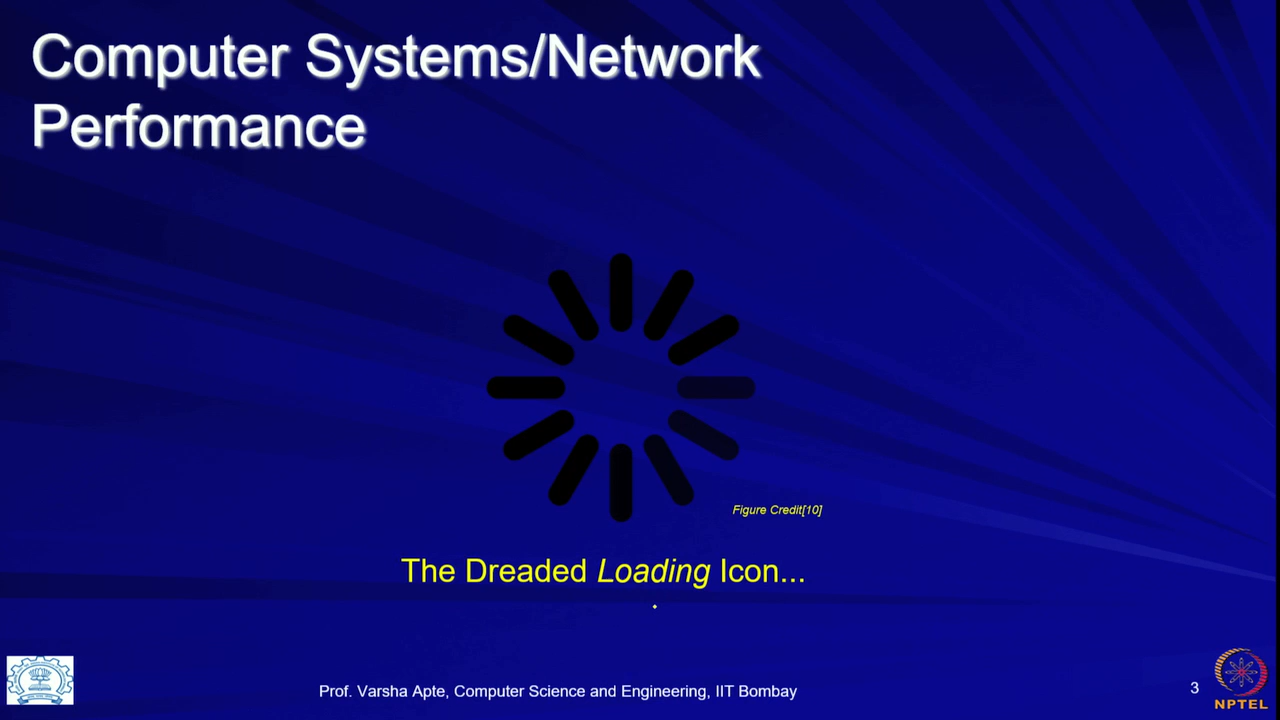 Computer Systems/Network
Performance
Figure Credit[10]
The Dreaded Loading Icon...
Prof. Varsha Apte, Computer Science and Engineering, IIT Bombay
3
NPTEL